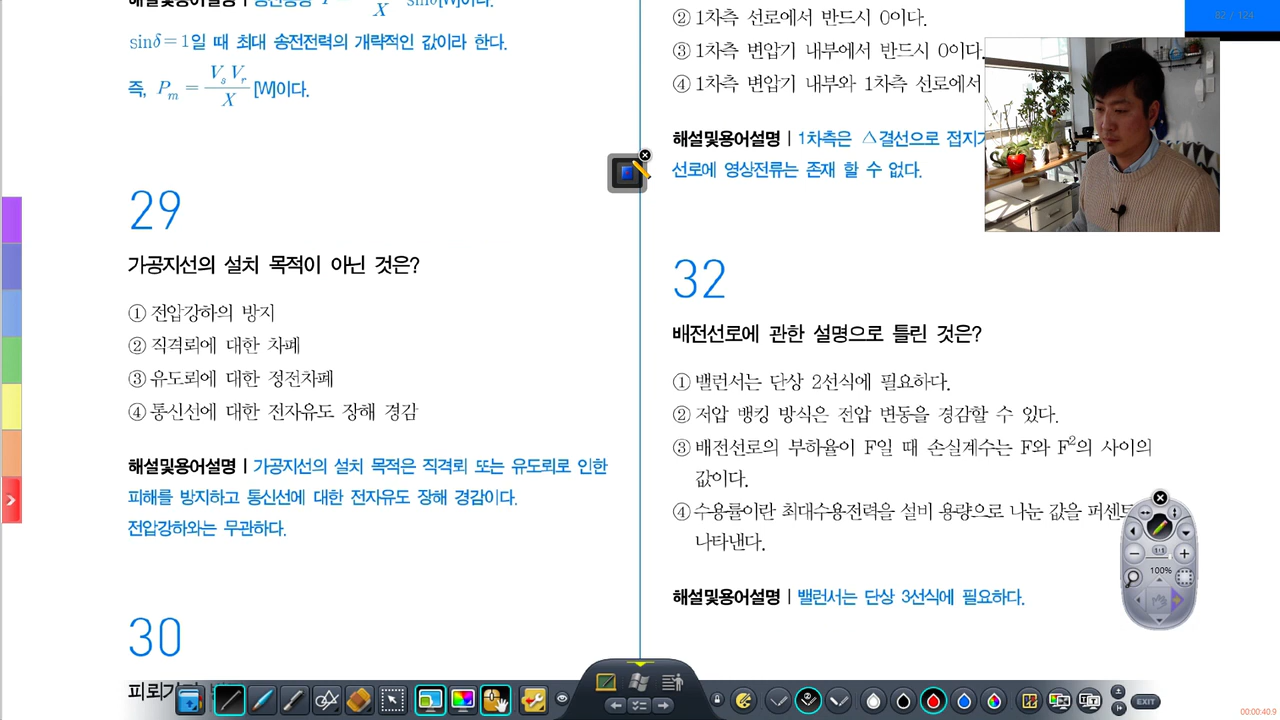 해설및용어설명 | 송전용량 P = X sinδ[W]이다.
sinδ=1일 때 최대 송전전력의 개략적인 값이라 한다.
즉, Pm = Vs Vr / X [W]이다.
29
가공지선의 설치 목적이 아닌 것은?
① 전압강하의 방지
② 직격뢰에 대한 차폐
③ 유도뢰에 대한 정전차폐
④ 통신선에 대한 전자유도 장해 경감
해설및용어설명 | 가공지선의 설치 목적은 직격뢰 또는 유도뢰로 인한
피해를 방지하고 통신선에 대한 전자유도 장해 경감이다.
전압강하와는 무관하다.
30
② 1차측 선로에서 반드시 0이다.
③ 1차측 변압기 내부에서 반드시 0이다.
④ 1차측 변압기 내부와 1차측 선로에서
해설및용어설명 | 1차측은 △결선으로
선로에 영상전류는 존재 할 수 없다.
32
배전선로에 관한 설명으로 틀린 것은?
① 밸런서는 단상 2선식에 필요하다.
② 저압 뱅킹 방식은 전압 변동을 경감할 수 있다.
③ 배전선로의 부하율이 F일 때 손실계수는 F와 F²의 사이의
값이다.
④ 수용률이란 최대수용전력을 설비 용량으로 나눈 값을 퍼센트
나타낸다.
해설및용어설명 | 밸런서는 단상 3선식에 필요하다.
82 / 124
1:1
100%
EXIT
00:00:40.9